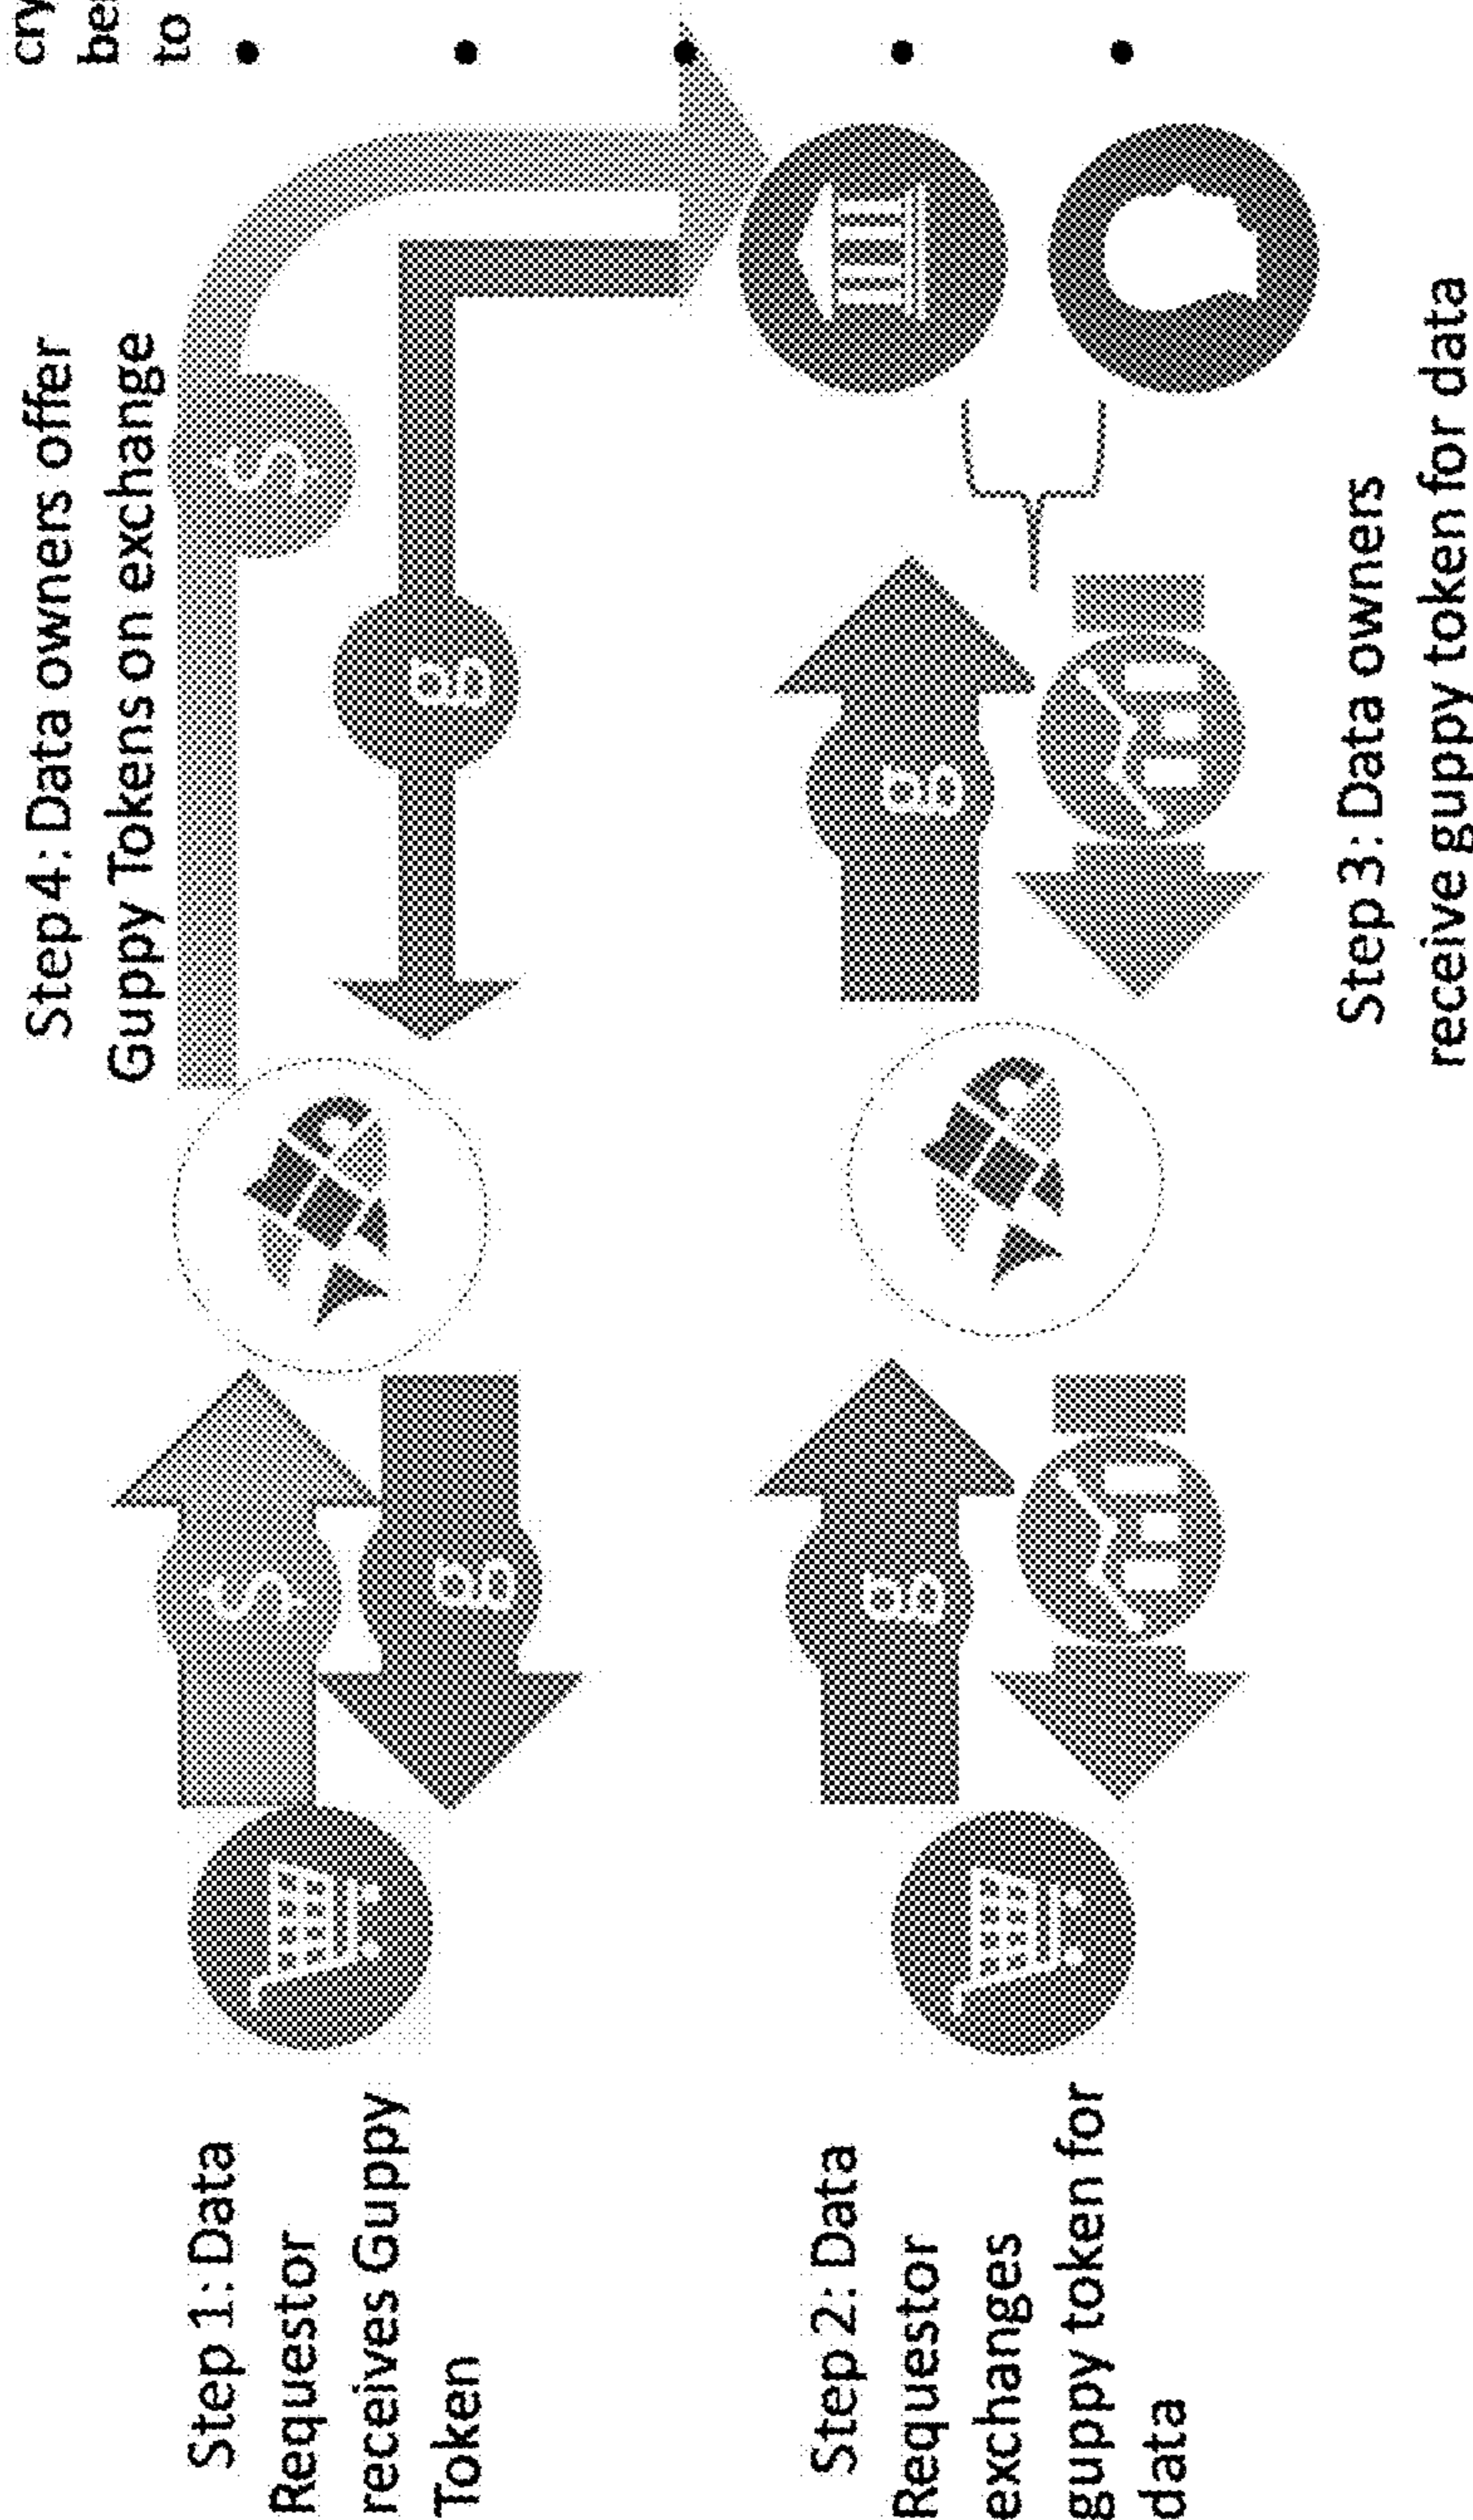 Step 1: Data
Requestor
receives Guppy
Token
Step 2: Data
Requestor
exchanges
guppy token for
data
Step 4: Data owners offer
Guppy Tokens on exchange
Step 3: Data owners
receive guppy token for data
$
B
$
B
B
B
to